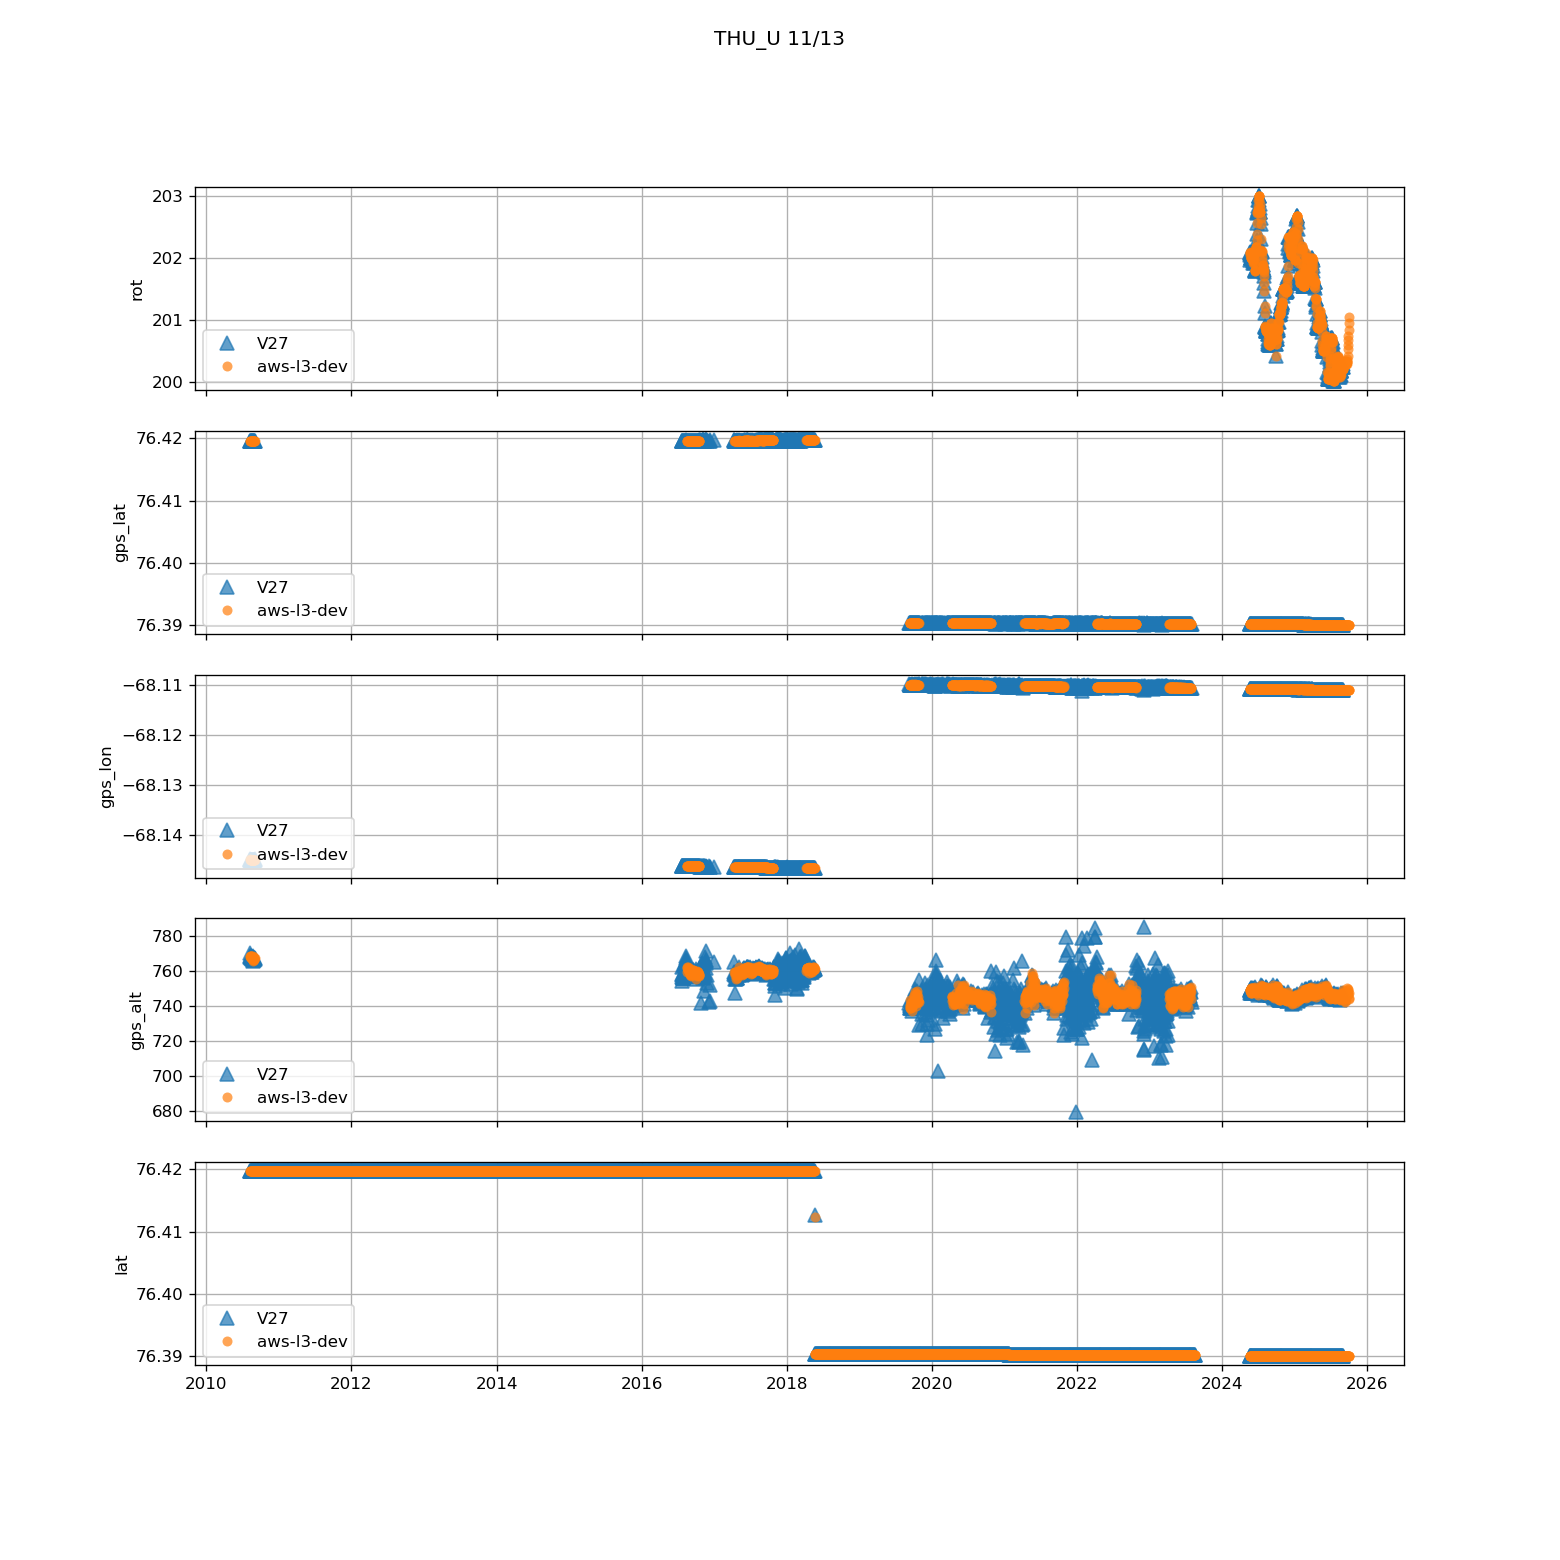 THU_U 11/13
203
202
201
200
rot
V27
aws-l3-dev
76.42
76.41
76.40
76.39
gps_lat
V27
aws-l3-dev
−68.11
−68.12
−68.13
−68.14
gps_lon
V27
aws-l3-dev
780
760
740
720
700
680
gps_alt
V27
aws-l3-dev
76.42
76.41
76.40
76.39
lat
V27
aws-l3-dev
2010 2012 2014 2016 2018 2020 2022 2024 2026